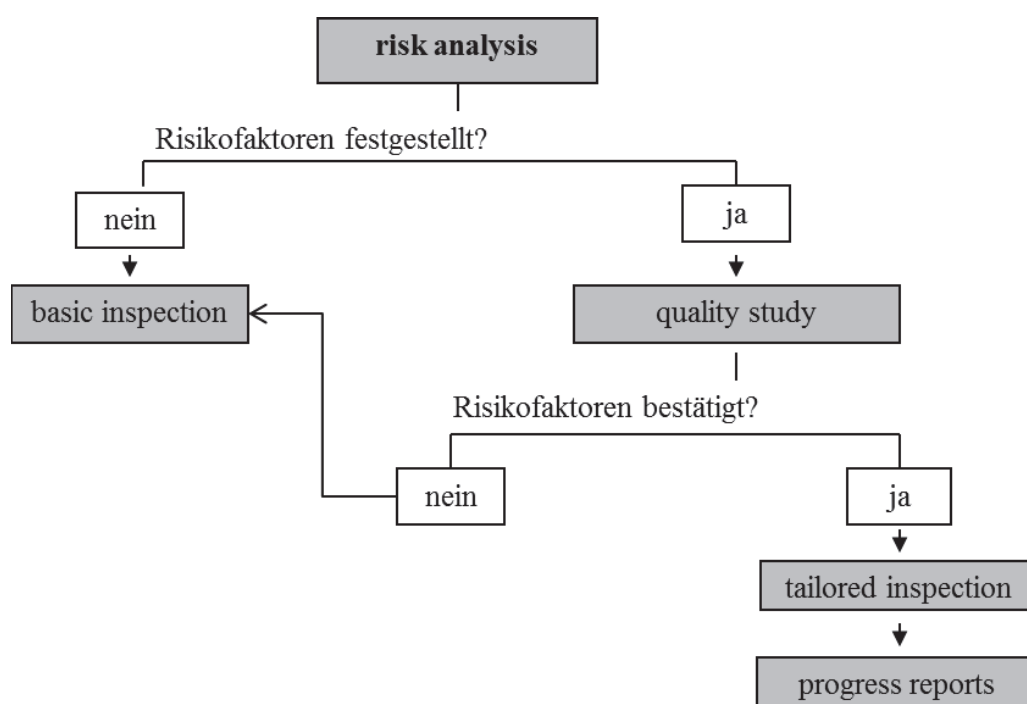 risk analysis
Risikofaktoren festgestellt?
nein
ja
basic inspection
quality study
Risikofaktoren bestätigt?
nein
ja
tailored inspection
progress reports